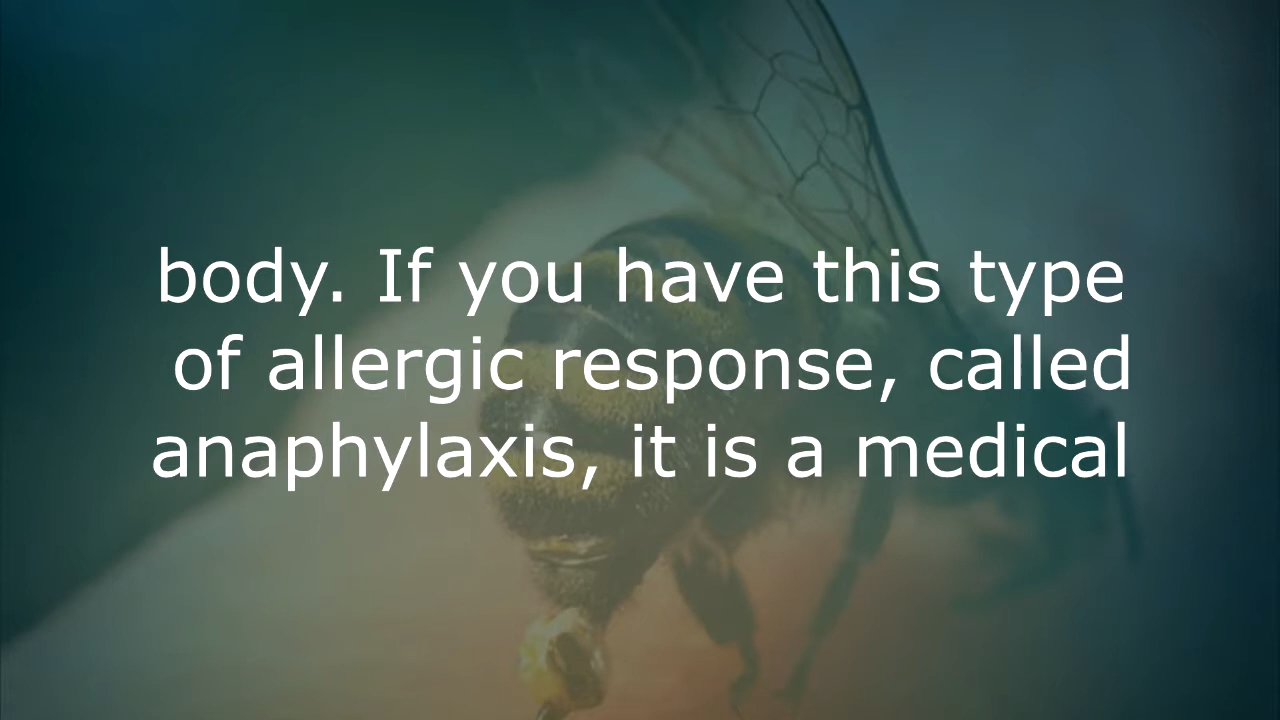 body. If you have this type
of allergic response, called
anaphylaxis, it is a medical